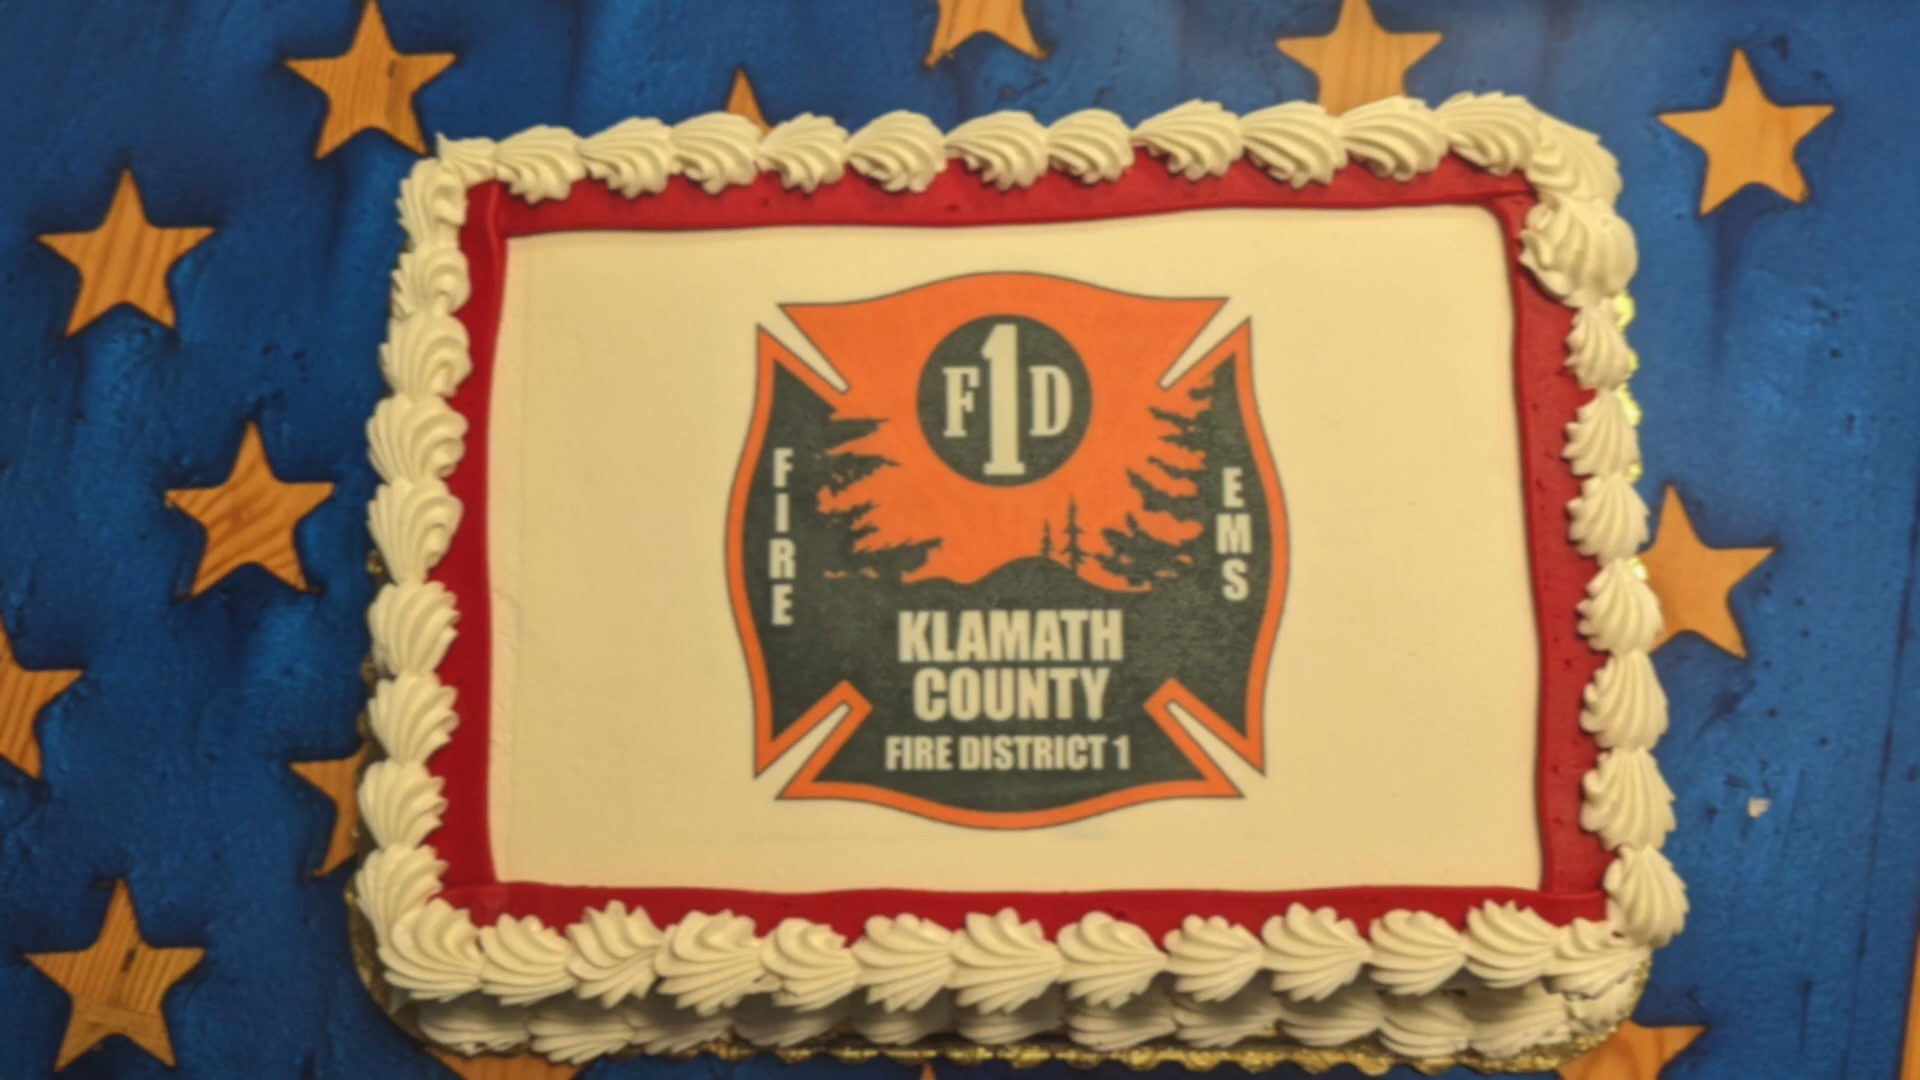 F1D
FIRE
EMS
KLAMATH
COUNTY
FIRE DISTRICT 1